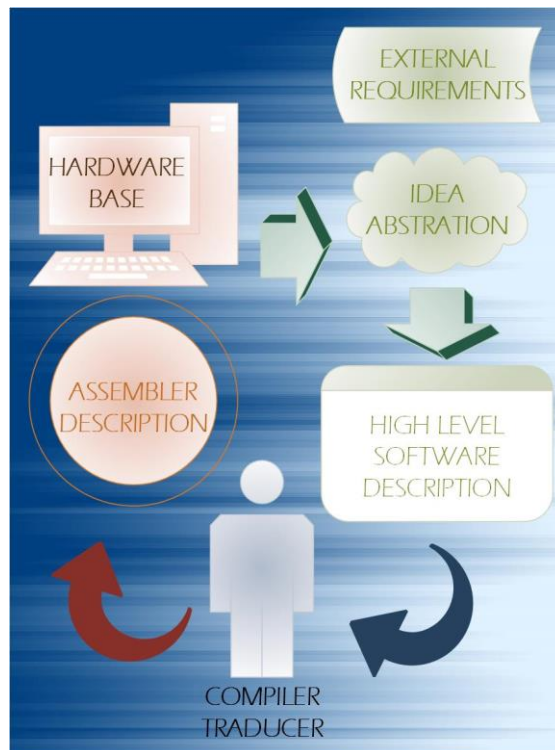 EXTERNAL
REQUIREMENTS
HARDWARE
BASE
IDEA
ABSTRATION
ASSEMBLER
DESCRIPTION
HIGH LEVEL
SOFTWARE
DESCRIPTION
COMPILER
TRADUCER